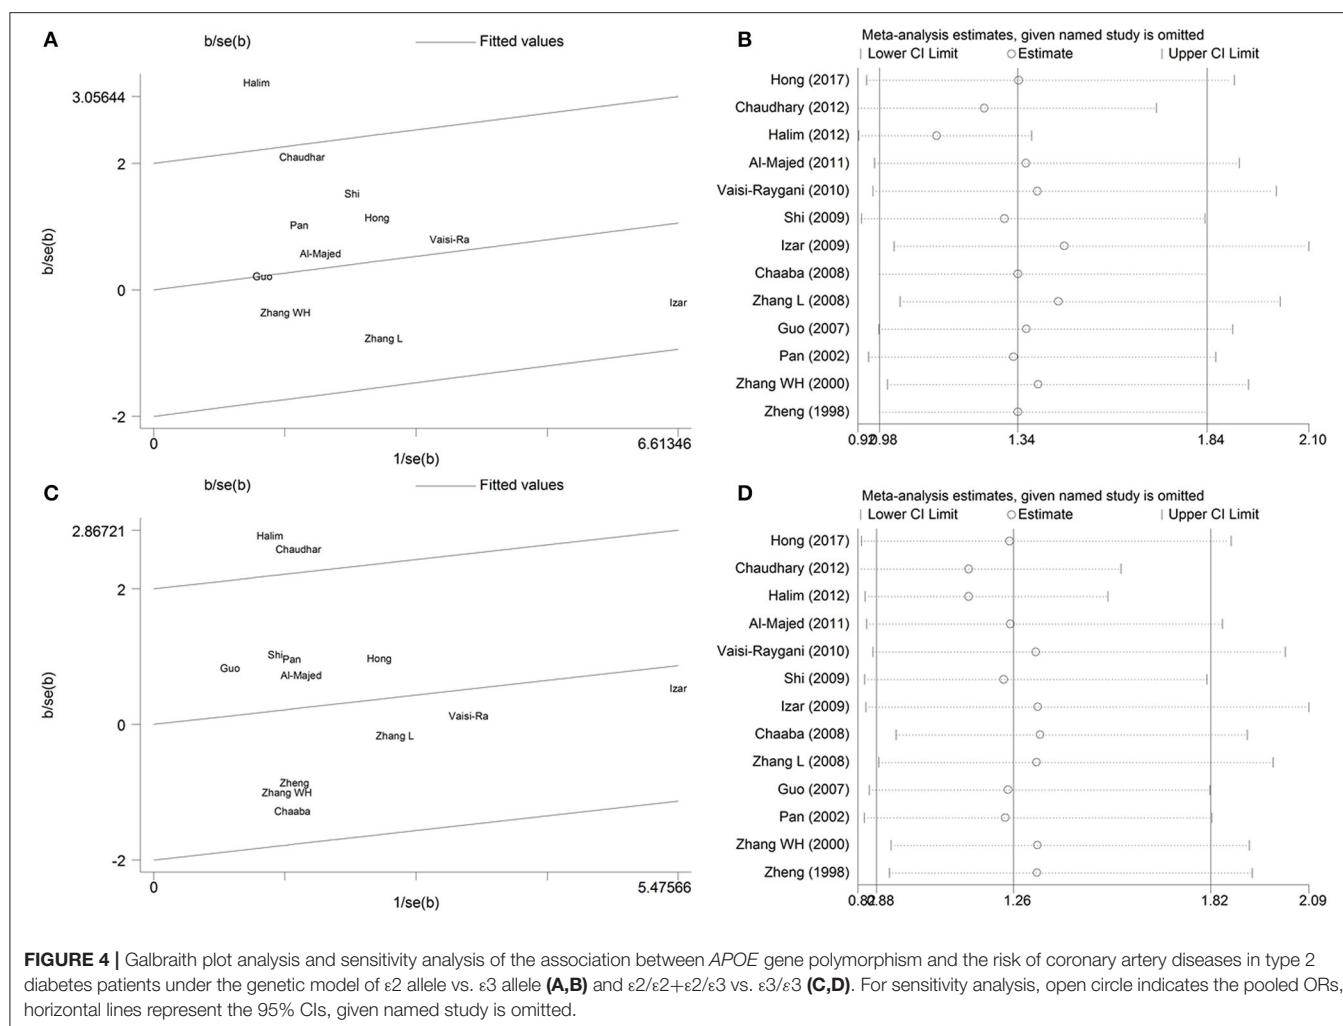 A
b/se(b)
Fitted values
3.05644
2
0
-2
b/se(b)
Halim
Chaudhar
Shi
Pan
Hong
Vaisi-Ra
Al-Majed
Guo
Izar
Zhang WH
Zhang L
0
6.61346
1/se(b)
B
Meta-analysis estimates, given named study is omitted
Lower CI Limit
Estimate
Upper CI Limit
Hong (2017)
Chaudhary (2012)
Halim (2012)
Al-Majed (2011)
Vaisi-Raygani (2010)
Shi (2009)
Izar (2009)
Chaaba (2008)
Zhang L (2008)
Guo (2007)
Pan (2002)
Zhang WH (2000)
Zheng (1998)
0.92 0.98 1.34 1.84 2.10
C
b/se(b)
Fitted values
2.86721
2
0
-2
b/se(b)
Halim
Chaudhar
Shi
Pan
Hong
Guo
Al-Majed
Izar
Vaisi-Ra
Zhang L
Zheng
Zhang WH
Chaaba
0
5.47566
1/se(b)
D
Meta-analysis estimates, given named study is omitted
Lower CI Limit
Estimate
Upper CI Limit
Hong (2017)
Chaudhary (2012)
Halim (2012)
Al-Majed (2011)
Vaisi-Raygani (2010)
Shi (2009)
Izar (2009)
Chaaba (2008)
Zhang L (2008)
Guo (2007)
Pan (2002)
Zhang WH (2000)
Zheng (1998)
0.82 0.88 1.26 1.82 2.09
FIGURE 4 | Galbraith plot analysis and sensitivity analysis of the association between APOE gene polymorphism and the risk of coronary artery diseases in type 2
diabetes patients under the genetic model of ε2 allele vs. ε3 allele (A,B) and ε2/ε2+ε2/ε3 vs. ε3/ε3 (C,D). For sensitivity analysis, open circle indicates the pooled ORs,
horizontal lines represent the 95% CIs, given named study is omitted.